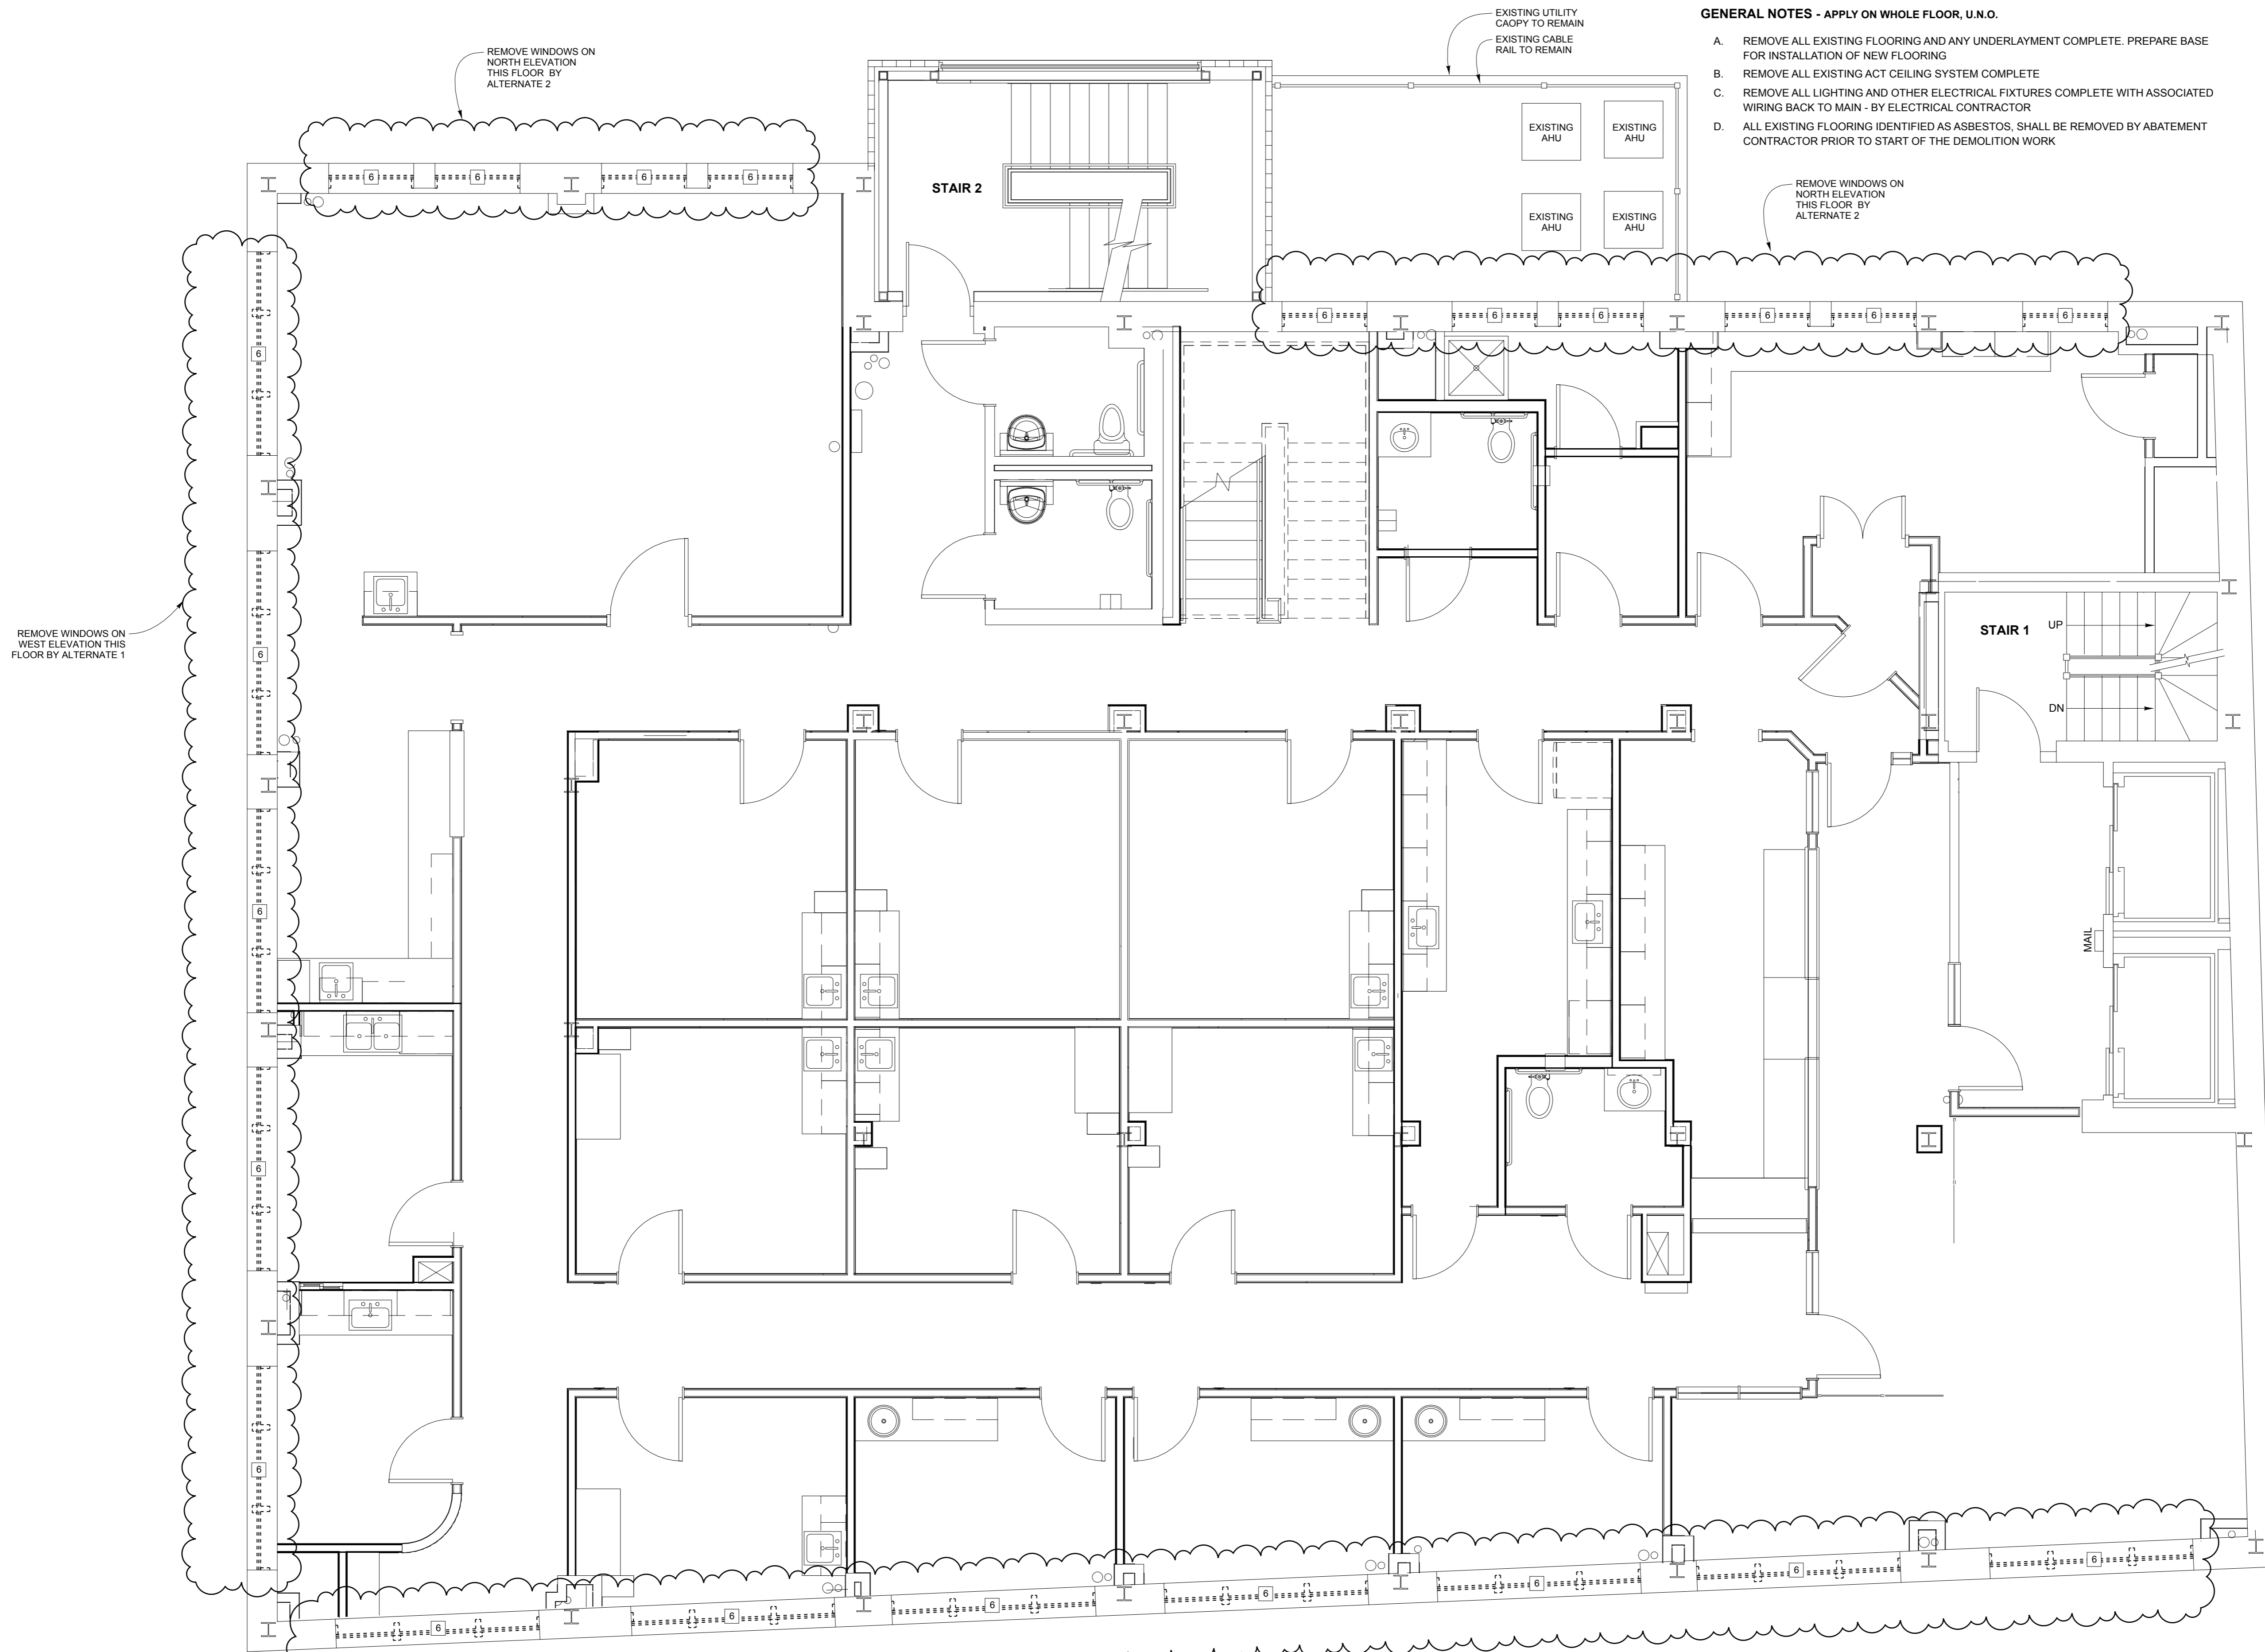 EXISTING UTILITY
CAOPY TO REMAIN
EXISTING CABLE
RAIL TO REMAIN
GENERAL NOTES - APPLY ON WHOLE FLOOR, U.N.O.
A. REMOVE ALL EXISTING FLOORING AND ANY UNDERLAYMENT COMPLETE. PREPARE BASE
FOR INSTALLATION OF NEW FLOORING
B. REMOVE ALL EXISTING ACT CEILING SYSTEM COMPLETE
C. REMOVE ALL LIGHTING AND OTHER ELECTRICAL FIXTURES COMPLETE WITH ASSOCIATED
WIRING BACK TO MAIN - BY ELECTRICAL CONTRACTOR
D. ALL EXISTING FLOORING IDENTIFIED AS ASBESTOS, SHALL BE REMOVED BY ABATEMENT
CONTRACTOR PRIOR TO START OF THE DEMOLITION WORK
REMOVE WINDOWS ON
NORTH ELEVATION
THIS FLOOR BY
ALTERNATE 2
EXISTING
AHU
EXISTING
AHU
EXISTING
AHU
EXISTING
AHU
REMOVE WINDOWS ON
NORTH ELEVATION
THIS FLOOR BY
ALTERNATE 2
6
6
6
6
STAIR 2
6
6
6
6
6
6
6
6
6
6
6
6
REMOVE WINDOWS ON
WEST ELEVATION THIS
FLOOR BY ALTERNATE 1
STAIR 1
UP
DN
MAIL
6
6
6
6
6
6
6